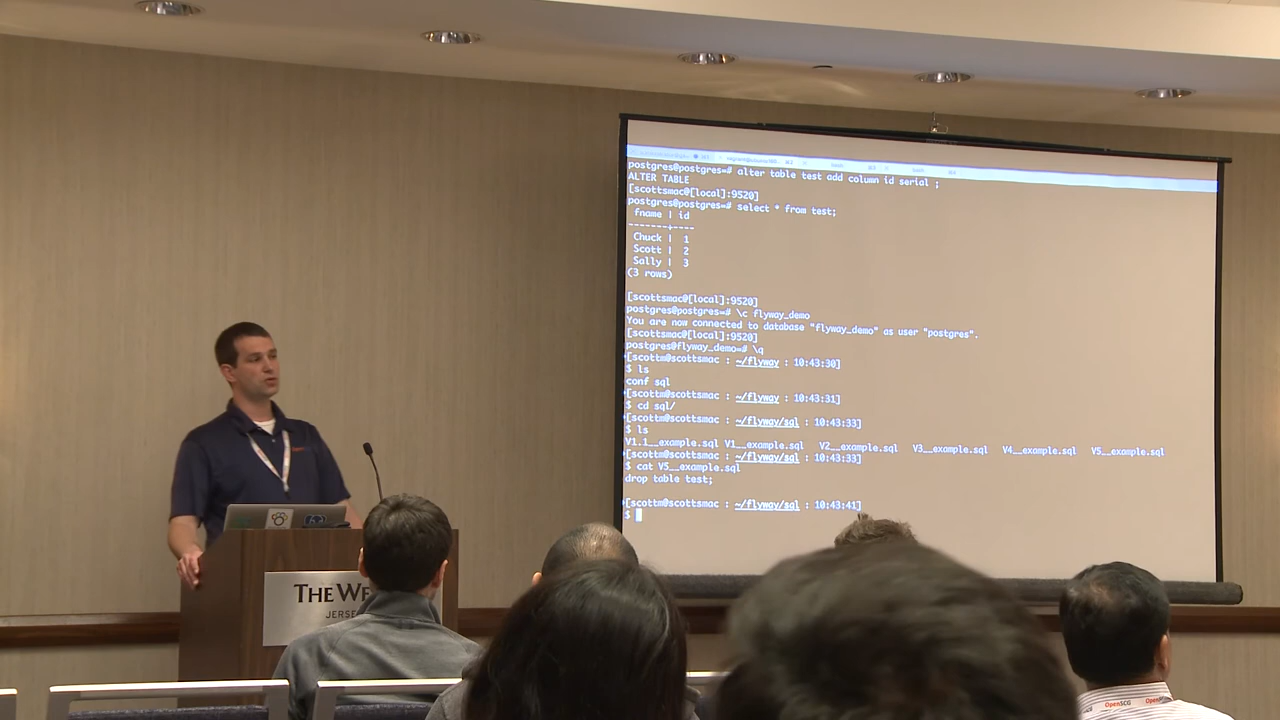 postgres@postgres=# alter table test add column id serial ;
ALTER TABLE
[scottsmac@[local]:9520]
postgres@postgres=# select * from test;
fname | id
-------+----
Chuck | 1
Scott | 2
Sally | 3
(3 rows)
[scottsmac@[local]:9520]
postgres@postgres=# \c flyway_demo
You are now connected to database "flyway_demo" as user "postgres".
[scottsmac@[local]:9520]
postgres@flyway_demo=# \q
[scottm@scottsmac : ~/flyway : 10:43:30]
$ ls
conf sql
[scottm@scottsmac : ~/flyway : 10:43:31]
$ cd sql/
[scottm@scottsmac : ~/flyway/sql : 10:43:33]
$ ls
V1.1__example.sql V1__example.sql V2__example.sql V3__example.sql V4__example.sql V5__example.sql
[scottm@scottsmac : ~/flyway/sql : 10:43:33]
$ cat V5__example.sql
drop table test;
[scottm@scottsmac : ~/flyway/sql : 10:43:41]
$
THE WE
JERSE
OpenSCG